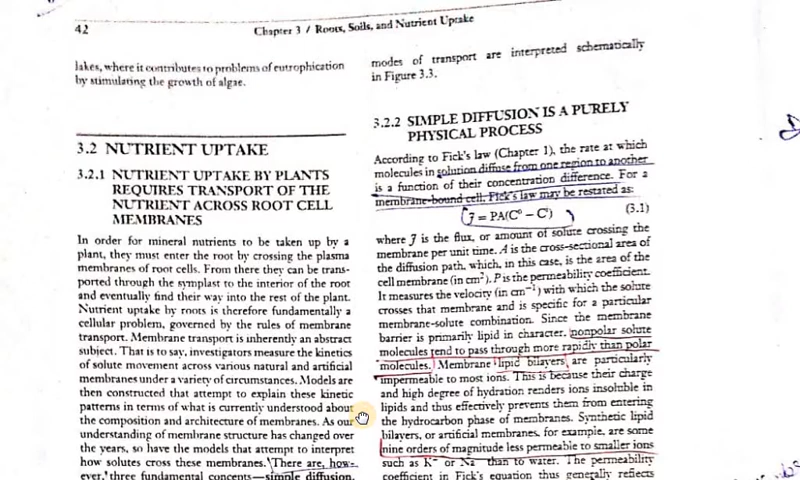 42
Chapter 3 / Roots, Soils, and Nutrient Uptake
lakes, where it contributes to problems of eutrophication
by stimulating the growth of algae.
3.2 NUTRIENT UPTAKE
3.2.1 NUTRIENT UPTAKE BY PLANTS
REQUIRES TRANSPORT OF THE
NUTRIENT ACROSS ROOT CELL
MEMBRANES
In order for mineral nutrients to be taken up by a
plant, they must enter the root by crossing the plasma
membranes of root cells. From there they can be trans-
ported through the symplast to the interior of the root
and eventually find their way into the rest of the plant.
Nutrient uptake by roots is therefore fundamentally a
cellular problem, governed by the rules of membrane
transport. Membrane transport is inherently an abstract
subject. That is to say, investigators measure the kinetics
of solute movement across various natural and artificial
membranes under a variety of circumstances. Models are
then constructed that attempt to explain these kinetic
patterns in terms of what is currently understood about
the composition and architecture of membranes. As our
understanding of membrane structure has changed over
the years, so have the models that attempt to interpret
how solutes cross these membranes. There are, how-
ever, three fundamental concepts—simple diffusion,
modes of transport are interpreted schematically
in Figure 3.3.
3.2.2 SIMPLE DIFFUSION IS A PURELY
PHYSICAL PROCESS
According to Fick's law (Chapter 1), the rate at which
molecules in solution diffuse from one region to another
is a function of their concentration difference. For a
membrane-bound cell, Fick's law may be restated as:
J = PA(Cᵒ − Cⁱ) (3.1)
where J is the flux, or amount of solute crossing the
membrane per unit time. A is the cross-sectional area of
the diffusion path, which, in this case, is the area of the
cell membrane (in cm²). P is the permeability coefficient.
It measures the velocity (in cm⁻¹) with which the solute
crosses that membrane and is specific for a particular
membrane-solute combination. Since the membrane
barrier is primarily lipid in character, nonpolar solute
molecules tend to pass through more rapidly than polar
molecules. Membrane lipid bilayers are particularly
impermeable to most ions. This is because their charge
and high degree of hydration renders ions insoluble in
lipids and thus effectively prevents them from entering
the hydrocarbon phase of membranes. Synthetic lipid
bilayers, or artificial membranes, for example, are some
nine orders of magnitude less permeable to smaller ions
such as K⁺ or Na⁺ than to water. The permeability
coefficient in Fick's equation thus generally reflects